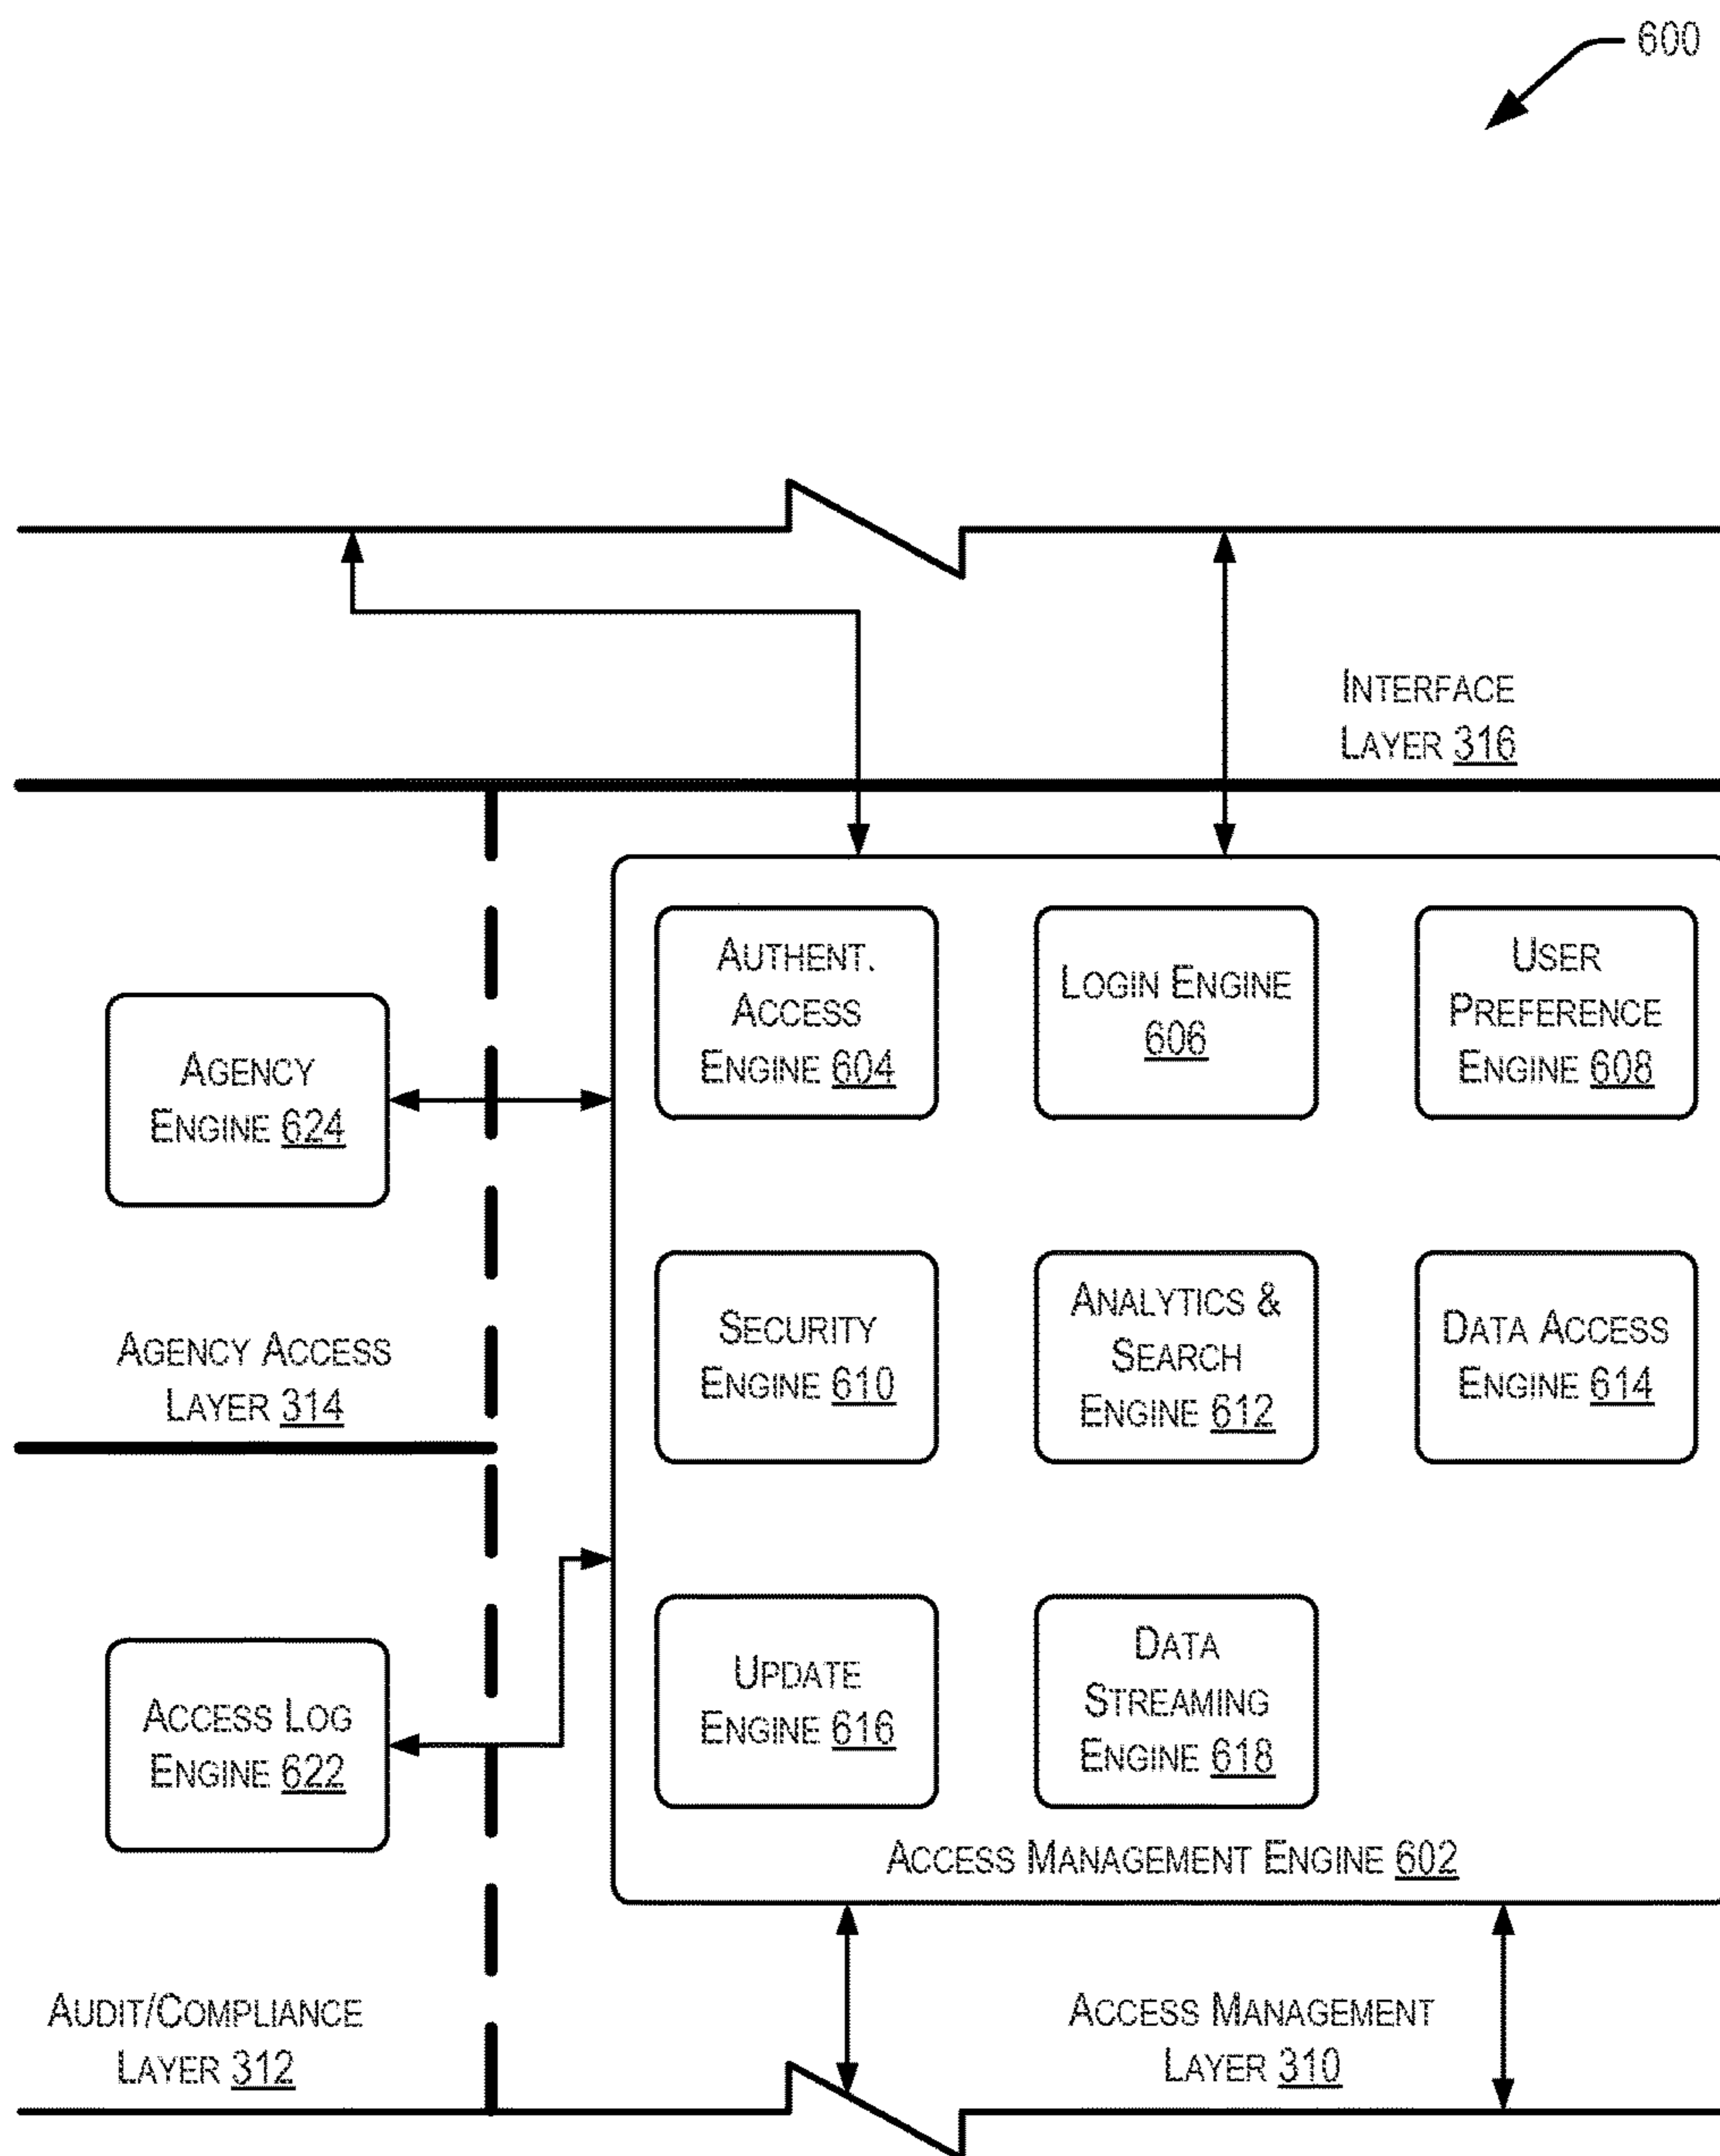 600
INTERFACE
LAYER 316
AUTHENT.
ACCESS
ENGINE 604
LOGIN ENGINE
606
USER
PREFERENCE
ENGINE 608
AGENCY
ENGINE 624
SECURITY
ENGINE 610
ANALYTICS &
SEARCH
ENGINE 612
DATA ACCESS
ENGINE 614
AGENCY ACCESS
LAYER 314
ACCESS LOG
ENGINE 622
UPDATE
ENGINE 616
DATA
STREAMING
ENGINE 618
ACCESS MANAGEMENT ENGINE 602
AUDIT/COMPLIANCE
LAYER 312
ACCESS MANAGEMENT
LAYER 310